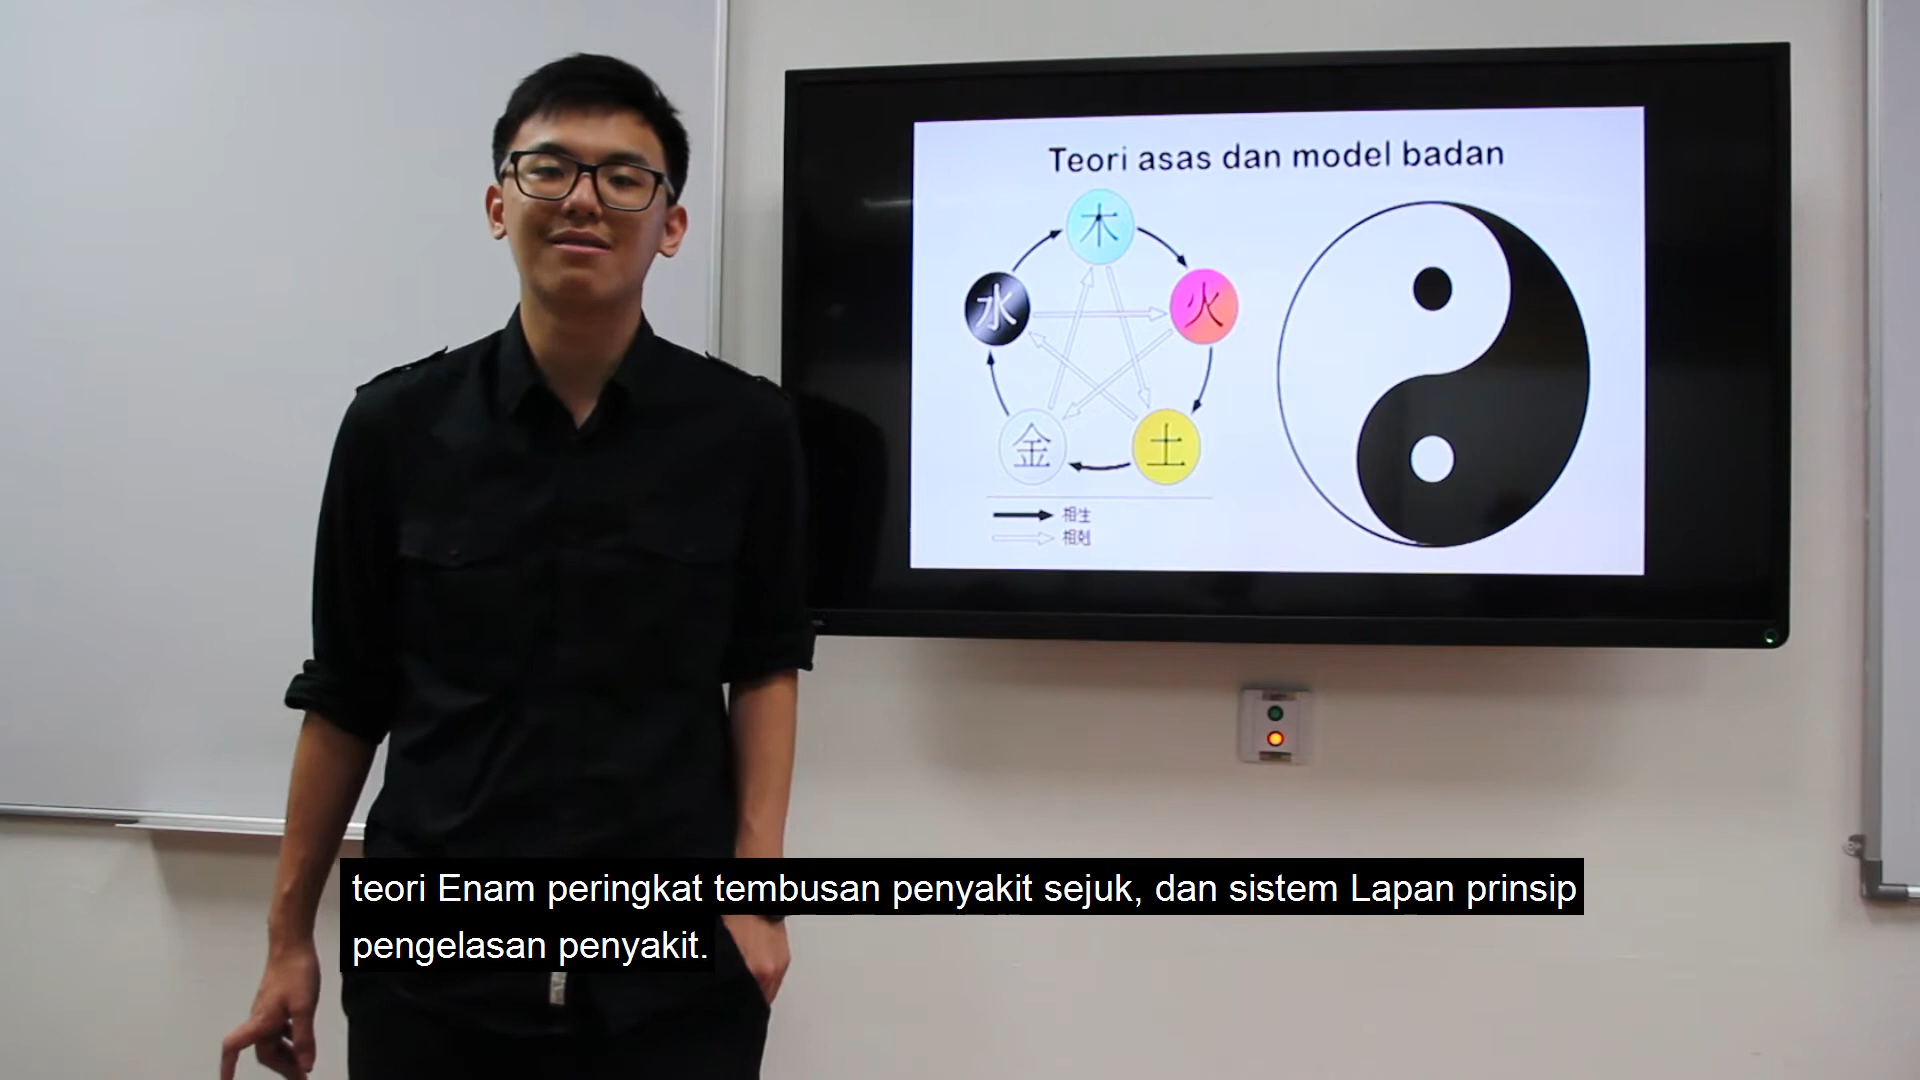 Teori asas dan model badan
木
水
火
金
土
相生
相剋
teori Enam peringkat tembusan penyakit sejuk, dan sistem Lapan prinsip
pengelasan penyakit.